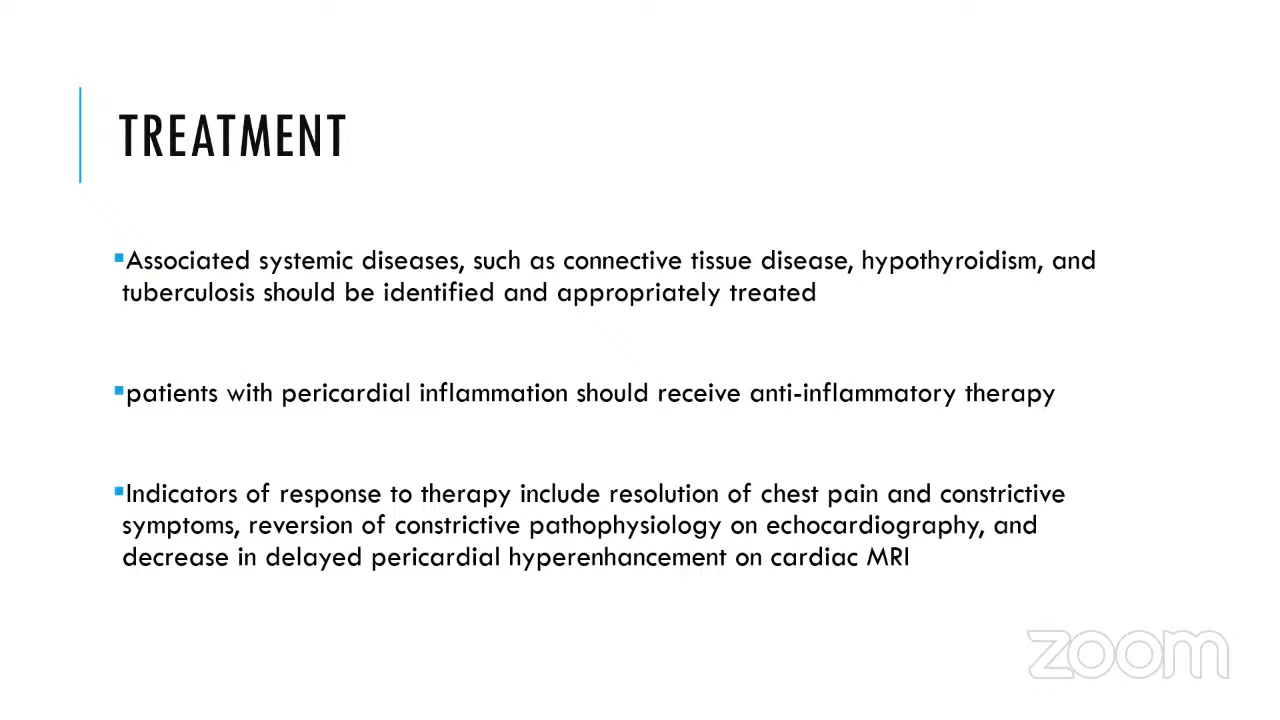 TREATMENT
▪Associated systemic diseases, such as connective tissue disease, hypothyroidism, and
tuberculosis should be identified and appropriately treated
▪patients with pericardial inflammation should receive anti-inflammatory therapy
▪Indicators of response to therapy include resolution of chest pain and constrictive
symptoms, reversion of constrictive pathophysiology on echocardiography, and
decrease in delayed pericardial hyperenhancement on cardiac MRI
zoom